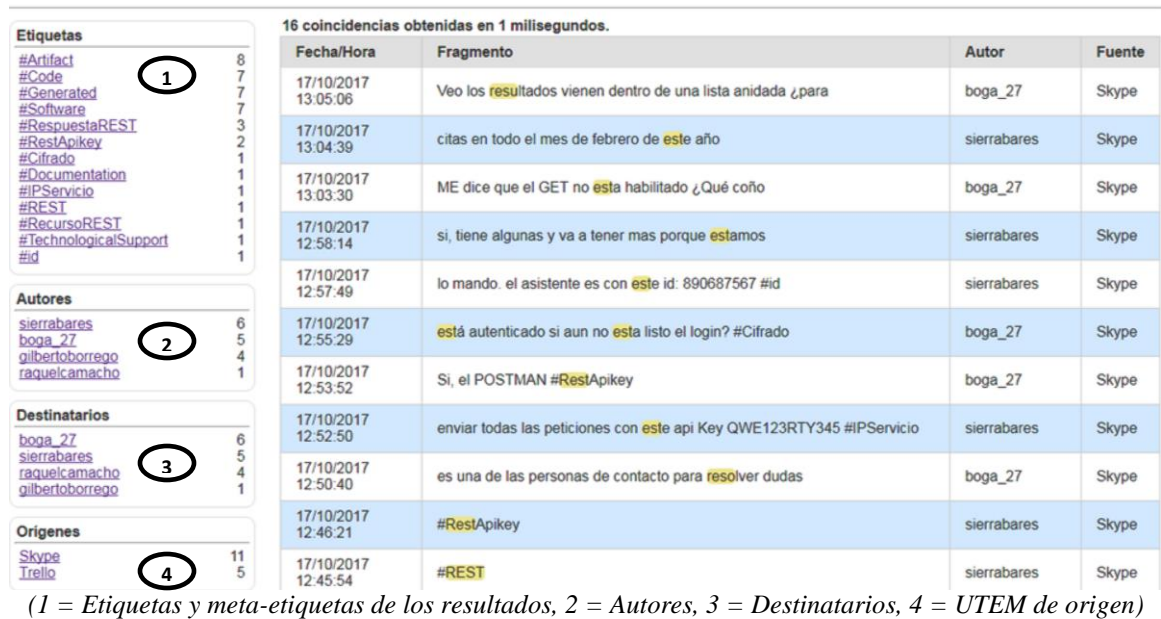 Etiquetas
#Artifact 8
#Code 7
#Generated 7
#Software 7
#RespuestaREST 3
#RestApikey 2
#Cifrado 1
#Documentation 1
#IPServicio 1
#REST 1
#RecursoREST 1
#TechnologicalSupport 1
#id 1
1
Autores
sierrabares 6
boga_27 5
gilbertoborrego 4
raquelcamacho 1
2
Destinatarios
boga_27 6
sierrabares 5
raquelcamacho 4
gilbertoborrego 1
3
Origenes
Skype 11
Trello 5
4
16 coincidencias obtenidas en 1 milisegundos.
Fecha/Hora Fragmento Autor Fuente
17/10/2017
13:05:06
Veo los resultados vienen dentro de una lista anidada ¿para boga_27 Skype
17/10/2017
13:04:39
citas en todo el mes de febrero de este año sierrabares Skype
17/10/2017
13:03:30
ME dice que el GET no esta habilitado ¿Qué coño boga_27 Skype
17/10/2017
12:58:14
si, tiene algunas y va a tener mas porque estamos sierrabares Skype
17/10/2017
12:57:49
lo mando. el asistente es con este id: 890687567 #id sierrabares Skype
17/10/2017
12:55:29
está autenticado si aun no esta listo el login? #Cifrado boga_27 Skype
17/10/2017
12:53:52
Si, el POSTMAN #RestApikey boga_27 Skype
17/10/2017
12:52:50
enviar todas las peticiones con este api Key QWE123RTY345 #IPServicio sierrabares Skype
17/10/2017
12:50:40
es una de las personas de contacto para resolver dudas boga_27 Skype
17/10/2017
12:46:21
#RestApikey sierrabares Skype
17/10/2017
12:45:54
#REST sierrabares Skype
(1 = Etiquetas y meta-etiquetas de los resultados, 2 = Autores, 3 = Destinatarios, 4 = UTEM de origen)